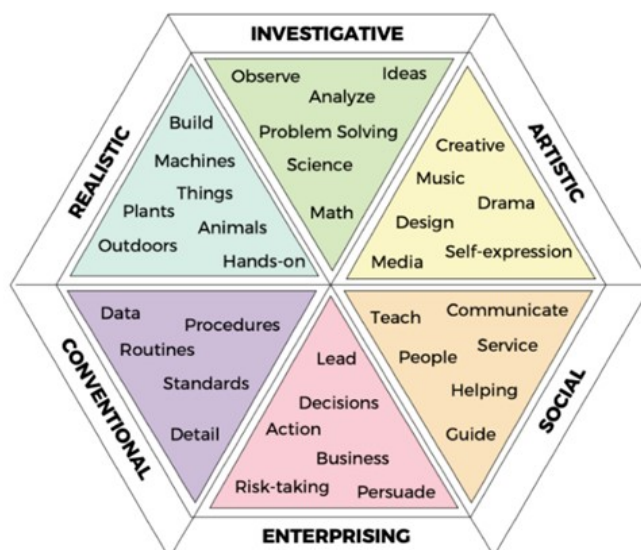 INVESTIGATIVE
Observe
Ideas
Analyze
Problem Solving
Science
Math
REALISTIC
Build
Machines
Things
Plants
Animals
Outdoors
Hands-on
ARTISTIC
Creative
Music
Drama
Design
Self-expression
Media
CONVENTIONAL
Data
Procedures
Routines
Standards
Detail
ENTERPRISING
Lead
Decisions
Action
Business
Risk-taking
Persuade
SOCIAL
Teach
Communicate
People
Service
Helping
Guide